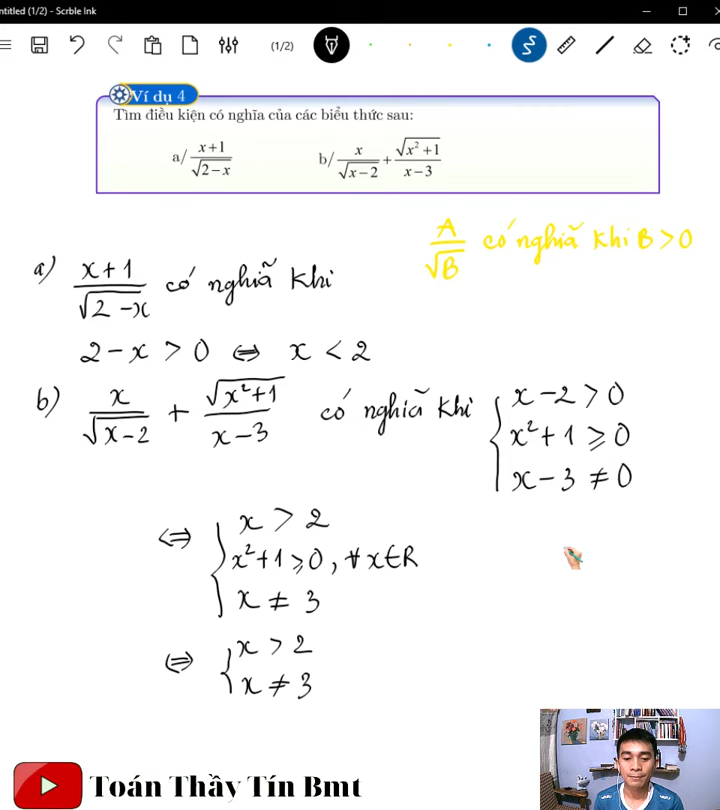 ntitled (1/2) - Scrble Ink
(1/2)
Ví dụ 4
Tìm điều kiện có nghĩa của các biểu thức sau:
a/ (x+1)/√(2−x) b/ x/√(x−2) + √(x²+1)/(x−3)
A/√B có nghĩa khi B > 0
a) (x+1)/√(2−x) có nghĩa khi
2−x > 0 ⇔ x < 2
b) x/√(x−2) + √(x²+1)/(x−3) có nghĩa khi { x−2 > 0
x²+1 ≥ 0
x−3 ≠ 0
⇔ { x > 2
x²+1 ≥ 0, ∀x∈R
x ≠ 3
⇔ { x > 2
x ≠ 3
Toán Thầy Tín Bmt